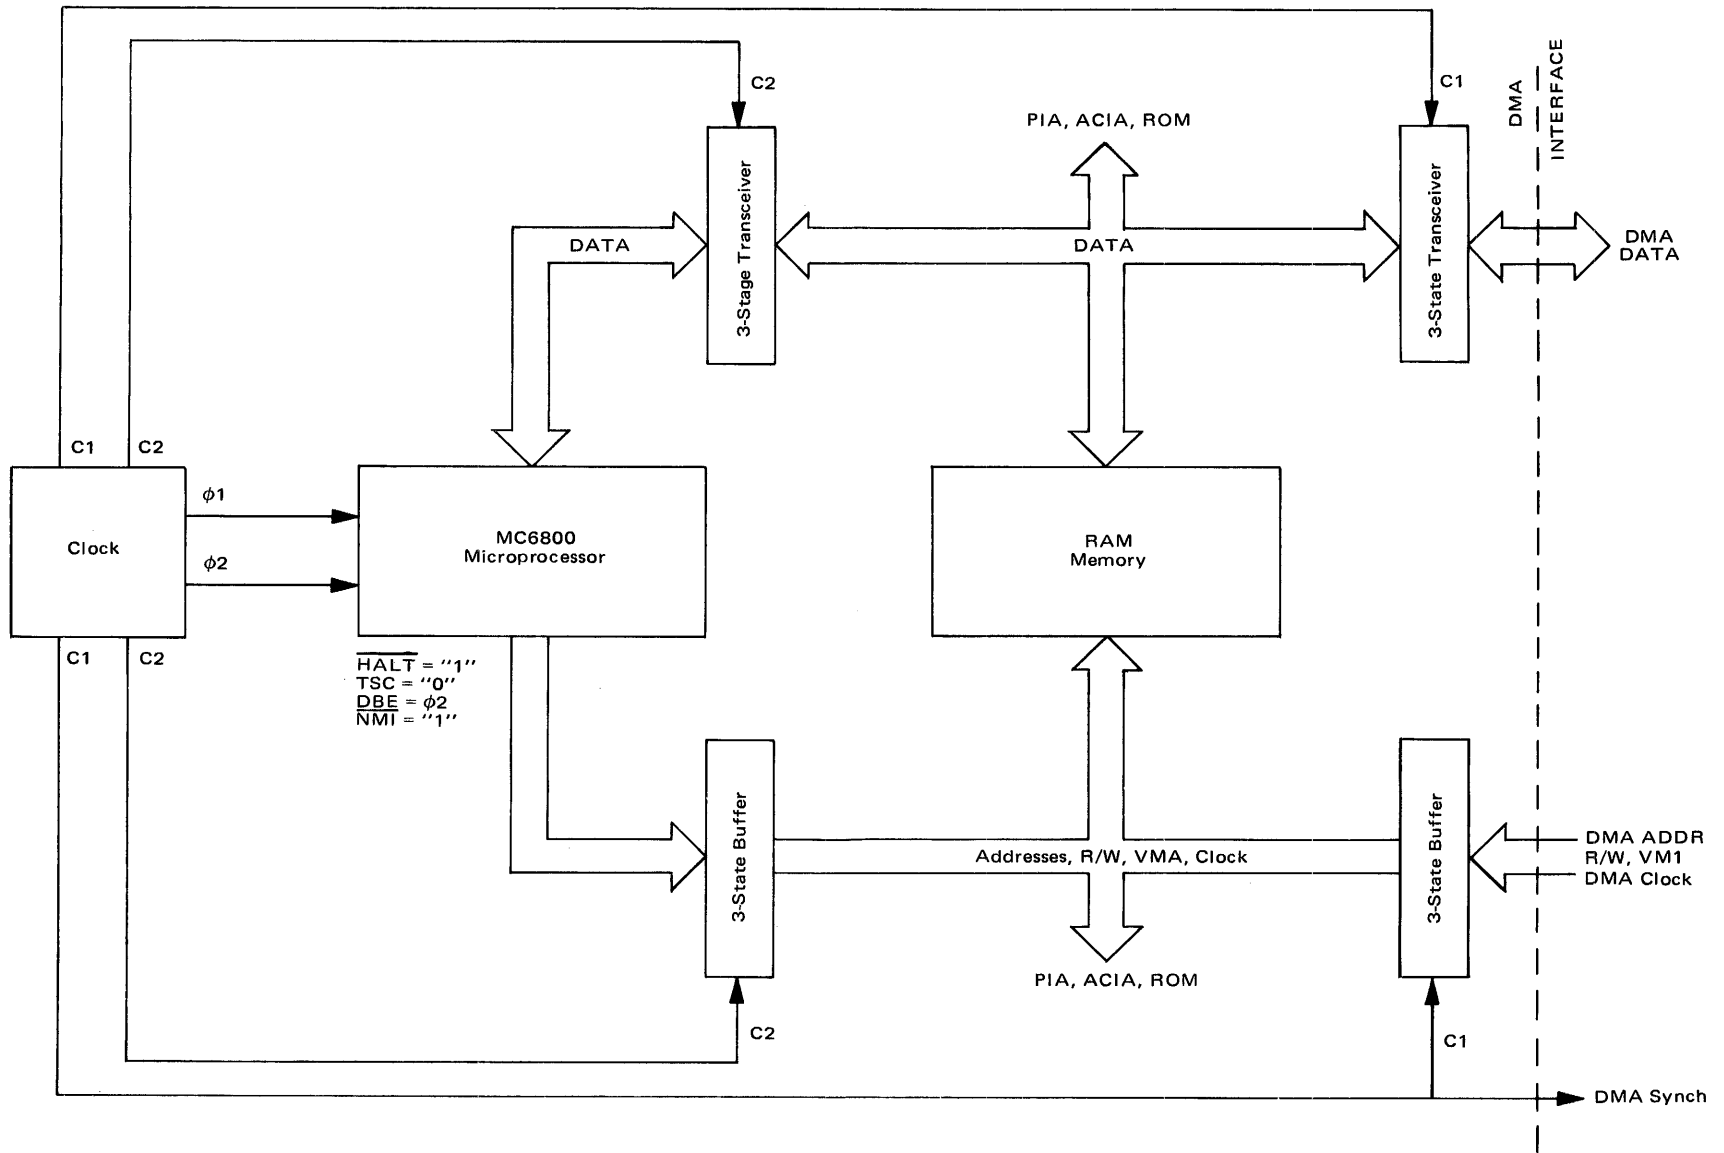 C2
C1
DMA
INTERFACE
PIA, ACIA, ROM
3-Stage Transceiver
3-State Transceiver
DATA
DATA
DMA
DATA
C1
C2
ϕ1
ϕ2
Clock
MC6800
Microprocessor
RAM
Memory
C1
C2
H̅A̅L̅T̅ = "1"
TSC = "0"
DBE = ϕ2
N̅M̅I̅ = "1"
3-State Buffer
3-State Buffer
Addresses, R/W, VMA, Clock
DMA ADDR
R/W, VM1
DMA Clock
PIA, ACIA, ROM
C2
C1
DMA Synch